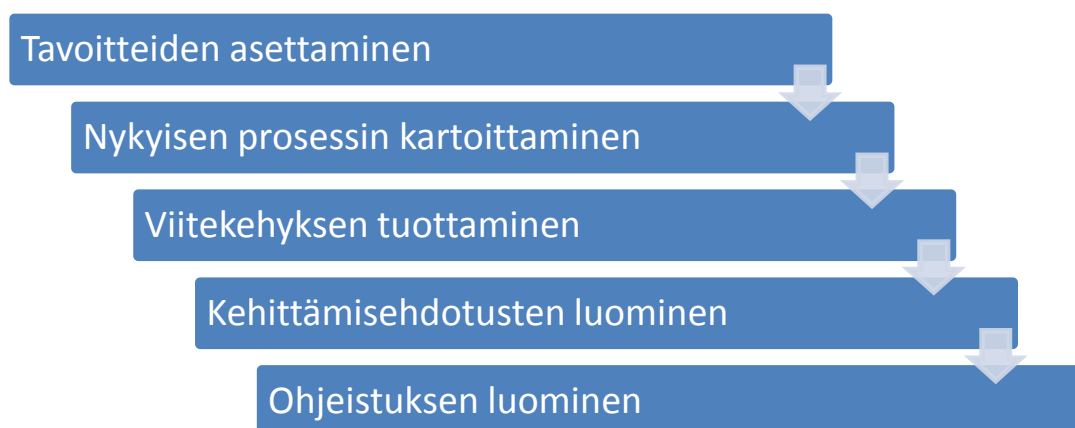 Tavoitteiden asettaminen
Nykyisen prosessin kartoittaminen
Viitekehyksen tuottaminen
Kehittämisehdotusten luominen
Ohjeistuksen luominen